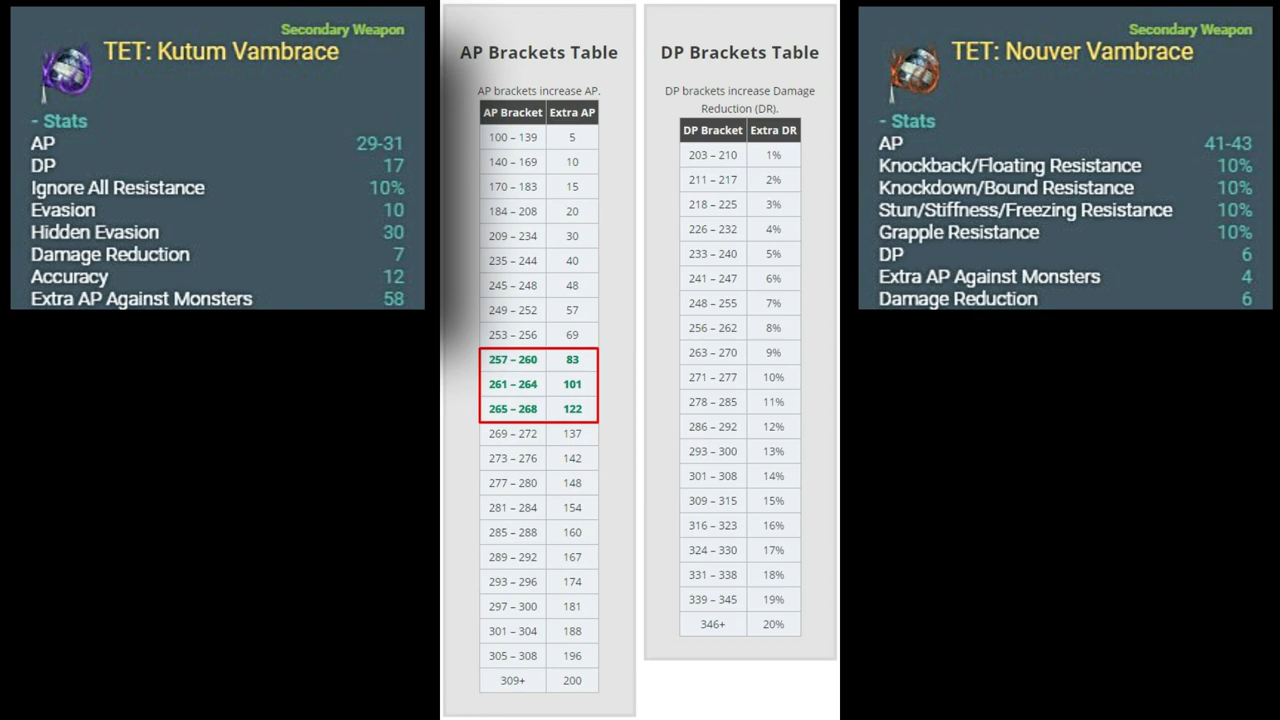 Secondary Weapon
TET: Kutum Vambrace
- Stats
AP 29-31
DP 17
Ignore All Resistance 10%
Evasion 10
Hidden Evasion 30
Damage Reduction 7
Accuracy 12
Extra AP Against Monsters 58
AP Brackets Table
AP brackets increase AP.
AP Bracket Extra AP
100 – 139 5
140 – 169 10
170 – 183 15
184 – 208 20
209 – 234 30
235 – 244 40
245 – 248 48
249 – 252 57
253 – 256 69
257 – 260 83
261 – 264 101
265 – 268 122
269 – 272 137
273 – 276 142
277 – 280 148
281 – 284 154
285 – 288 160
289 – 292 167
293 – 296 174
297 – 300 181
301 – 304 188
305 – 308 196
309+ 200
DP Brackets Table
DP brackets increase Damage
Reduction (DR).
DP Bracket Extra DR
203 – 210 1%
211 – 217 2%
218 – 225 3%
226 – 232 4%
233 – 240 5%
241 – 247 6%
248 – 255 7%
256 – 262 8%
263 – 270 9%
271 – 277 10%
278 – 285 11%
286 – 292 12%
293 – 300 13%
301 – 308 14%
309 – 315 15%
316 – 323 16%
324 – 330 17%
331 – 338 18%
339 – 345 19%
346+ 20%
Secondary Weapon
TET: Nouver Vambrace
- Stats
AP 41-43
Knockback/Floating Resistance 10%
Knockdown/Bound Resistance 10%
Stun/Stiffness/Freezing Resistance 10%
Grapple Resistance 10%
DP 6
Extra AP Against Monsters 4
Damage Reduction 6